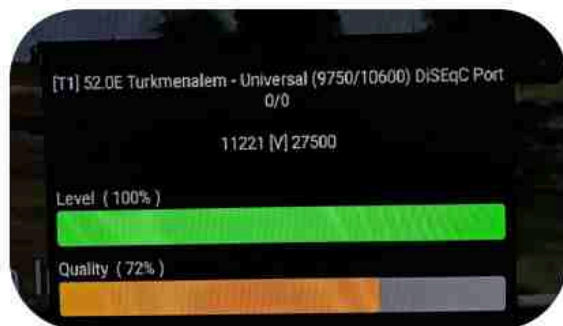 [T1] 52.0E Turkmenalem - Universal (9750/10600) DiSEqC Port
0/0
11221 [V] 27500
Level ( 100% )
Quality ( 72% )